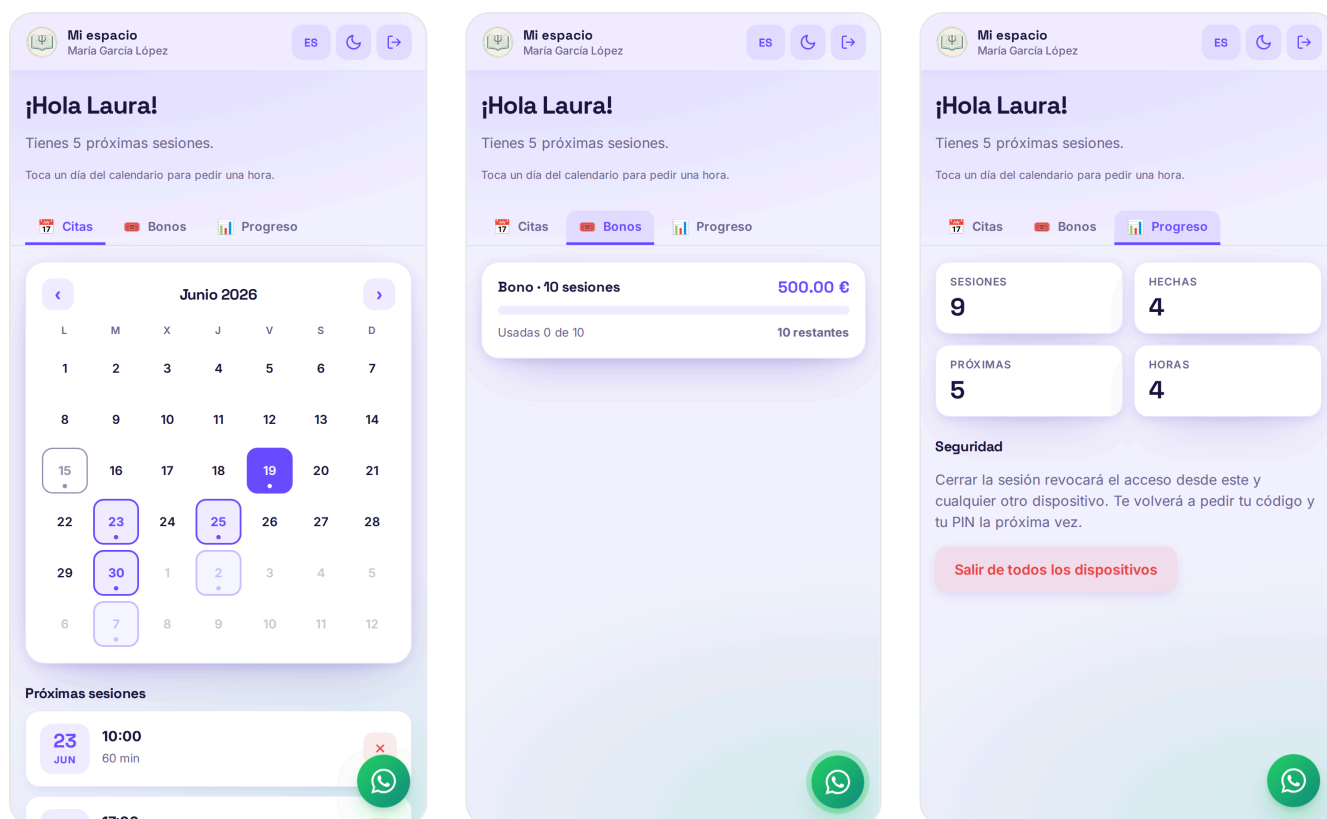 Mi espacio
María García López
ES
¡Hola Laura!
Tienes 5 próximas sesiones.
Toca un día del calendario para pedir una hora.
Citas Bonos Progreso
‹ Junio 2026 ›
L M X J V S D
1 2 3 4 5 6 7
8 9 10 11 12 13 14
15 16 17 18 19 20 21
22 23 24 25 26 27 28
29 30 1 2 3 4 5
6 7 8 9 10 11 12
Próximas sesiones
23 JUN
10:00
60 min
Mi espacio
María García López
ES
¡Hola Laura!
Tienes 5 próximas sesiones.
Toca un día del calendario para pedir una hora.
Citas Bonos Progreso
Bono · 10 sesiones 500.00 €
Usadas 0 de 10 10 restantes
Mi espacio
María García López
ES
¡Hola Laura!
Tienes 5 próximas sesiones.
Toca un día del calendario para pedir una hora.
Citas Bonos Progreso
SESIONES
9
HECHAS
4
PRÓXIMAS
5
HORAS
4
Seguridad
Cerrar la sesión revocará el acceso desde este y
cualquier otro dispositivo. Te volverá a pedir tu código y
tu PIN la próxima vez.
Salir de todos los dispositivos